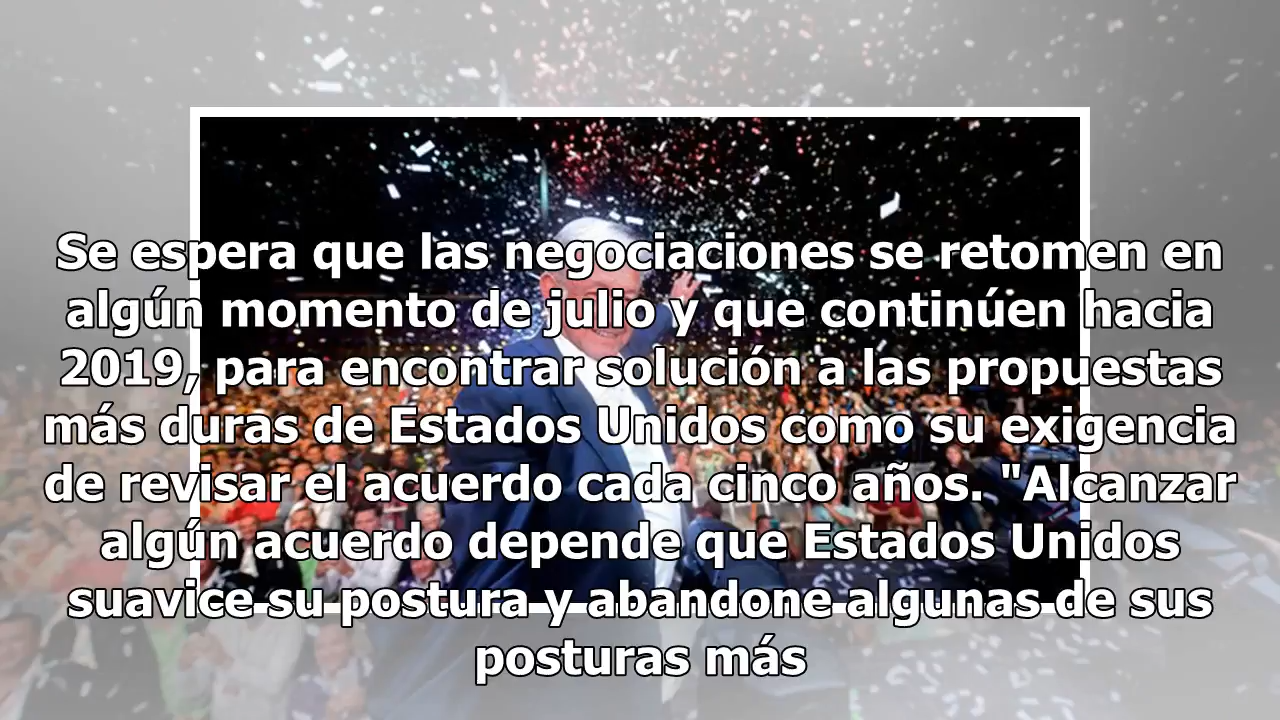 Se espera que las negociaciones se retomen en
algún momento de julio y que continúen hacia
2019, para encontrar solución a las propuestas
más duras de Estados Unidos como su exigencia
de revisar el acuerdo cada cinco años. "Alcanzar
algún acuerdo depende que Estados Unidos
suavice su postura y abandone algunas de sus
posturas más